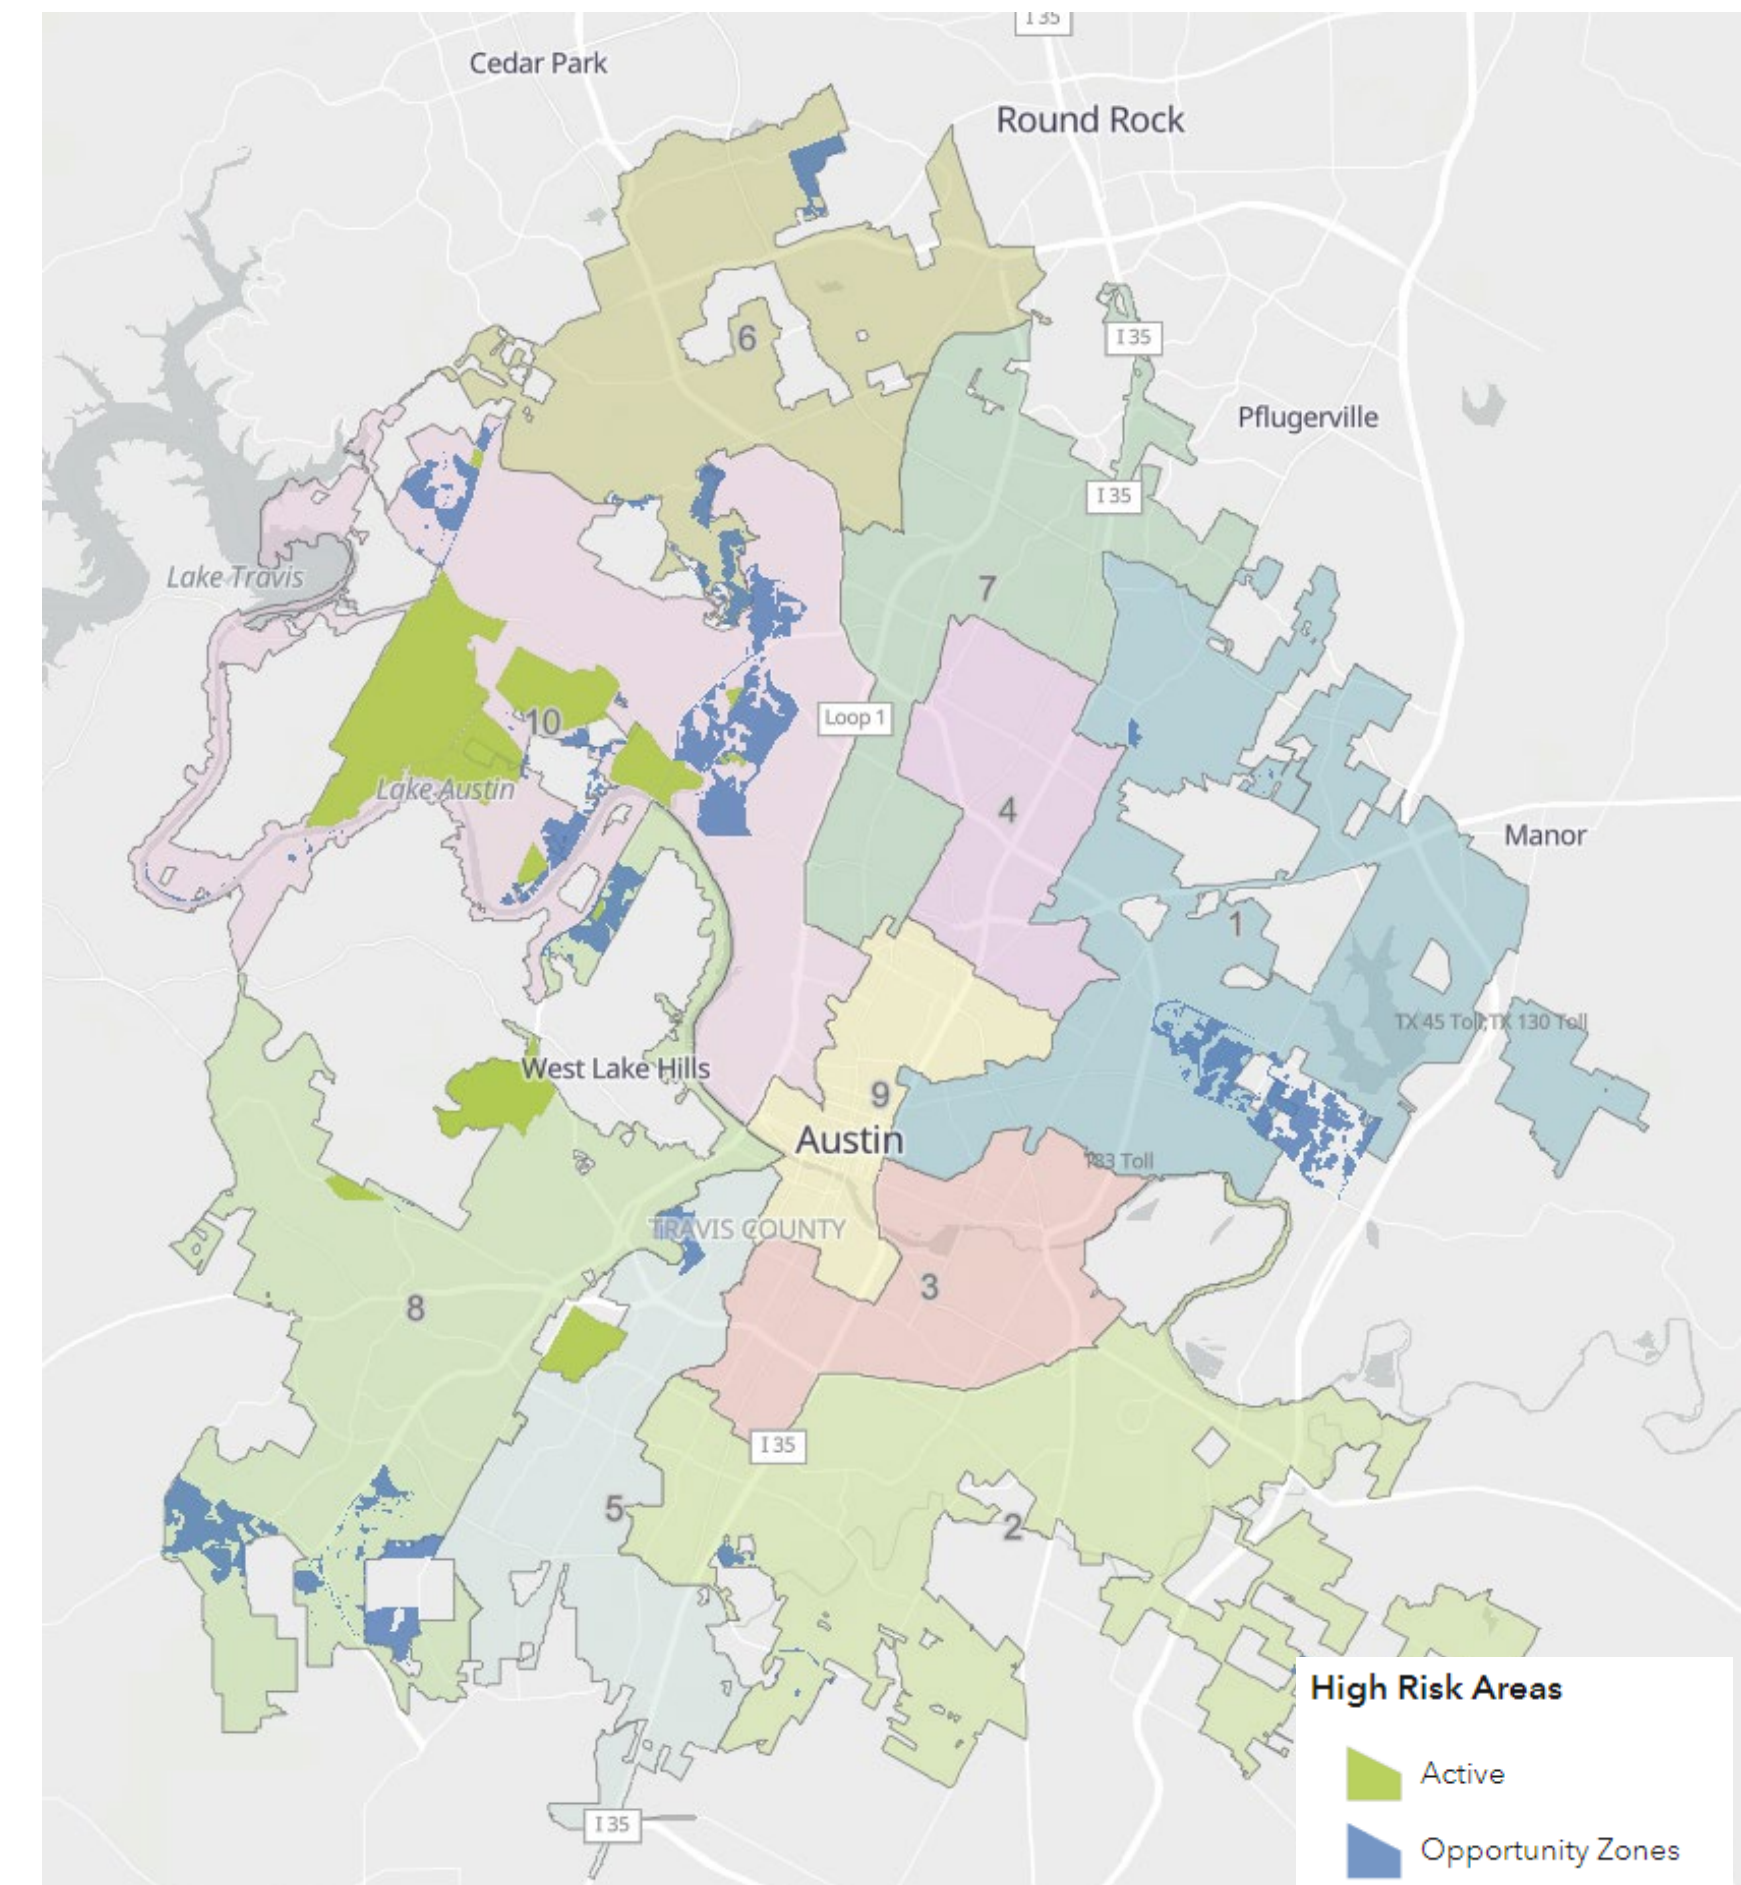 I 35
Cedar Park
Round Rock
6
I 35
Pflugerville
I 35
Lake Travis
7
10
Loop 1
Lake Austin
4
Manor
1
TX 45 Toll;TX 130 Toll
West Lake Hills
9
Austin
183 Toll
TRAVIS COUNTY
3
8
I 35
5
2
High Risk Areas
Active
I 35
Opportunity Zones